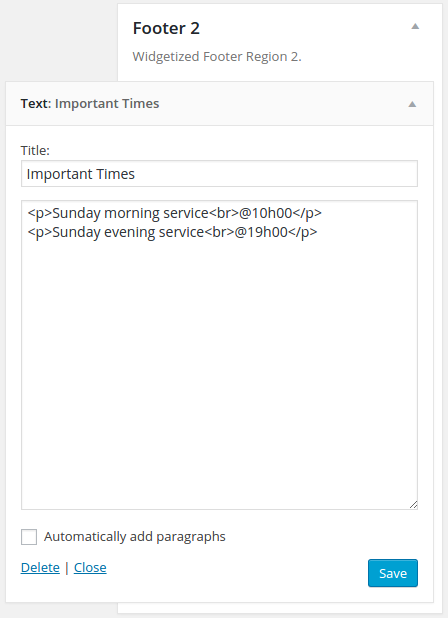 Footer 2
Widgetized Footer Region 2.
Text: Important Times
Title:
Important Times
<p>Sunday morning service<br>@10h00</p>
<p>Sunday evening service<br>@19h00</p>
Automatically add paragraphs
Delete | Close
Save